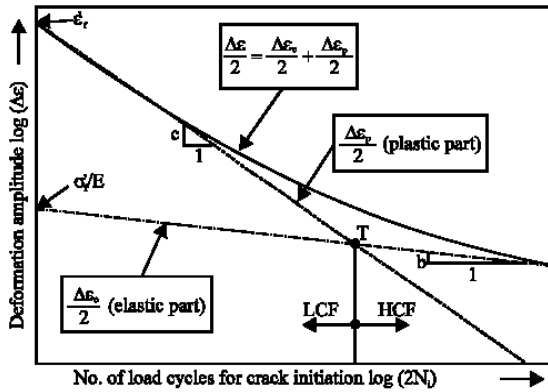 ε'f
Δε/2 = Δεe/2 + Δεp/2
c
1
Δεp/2 (plastic part)
σ'f/E
T
b
1
Δεe/2 (elastic part)
LCF
HCF
Deformation amplitude log (Δε)
No. of load cycles for crack initiation log (2Ni)